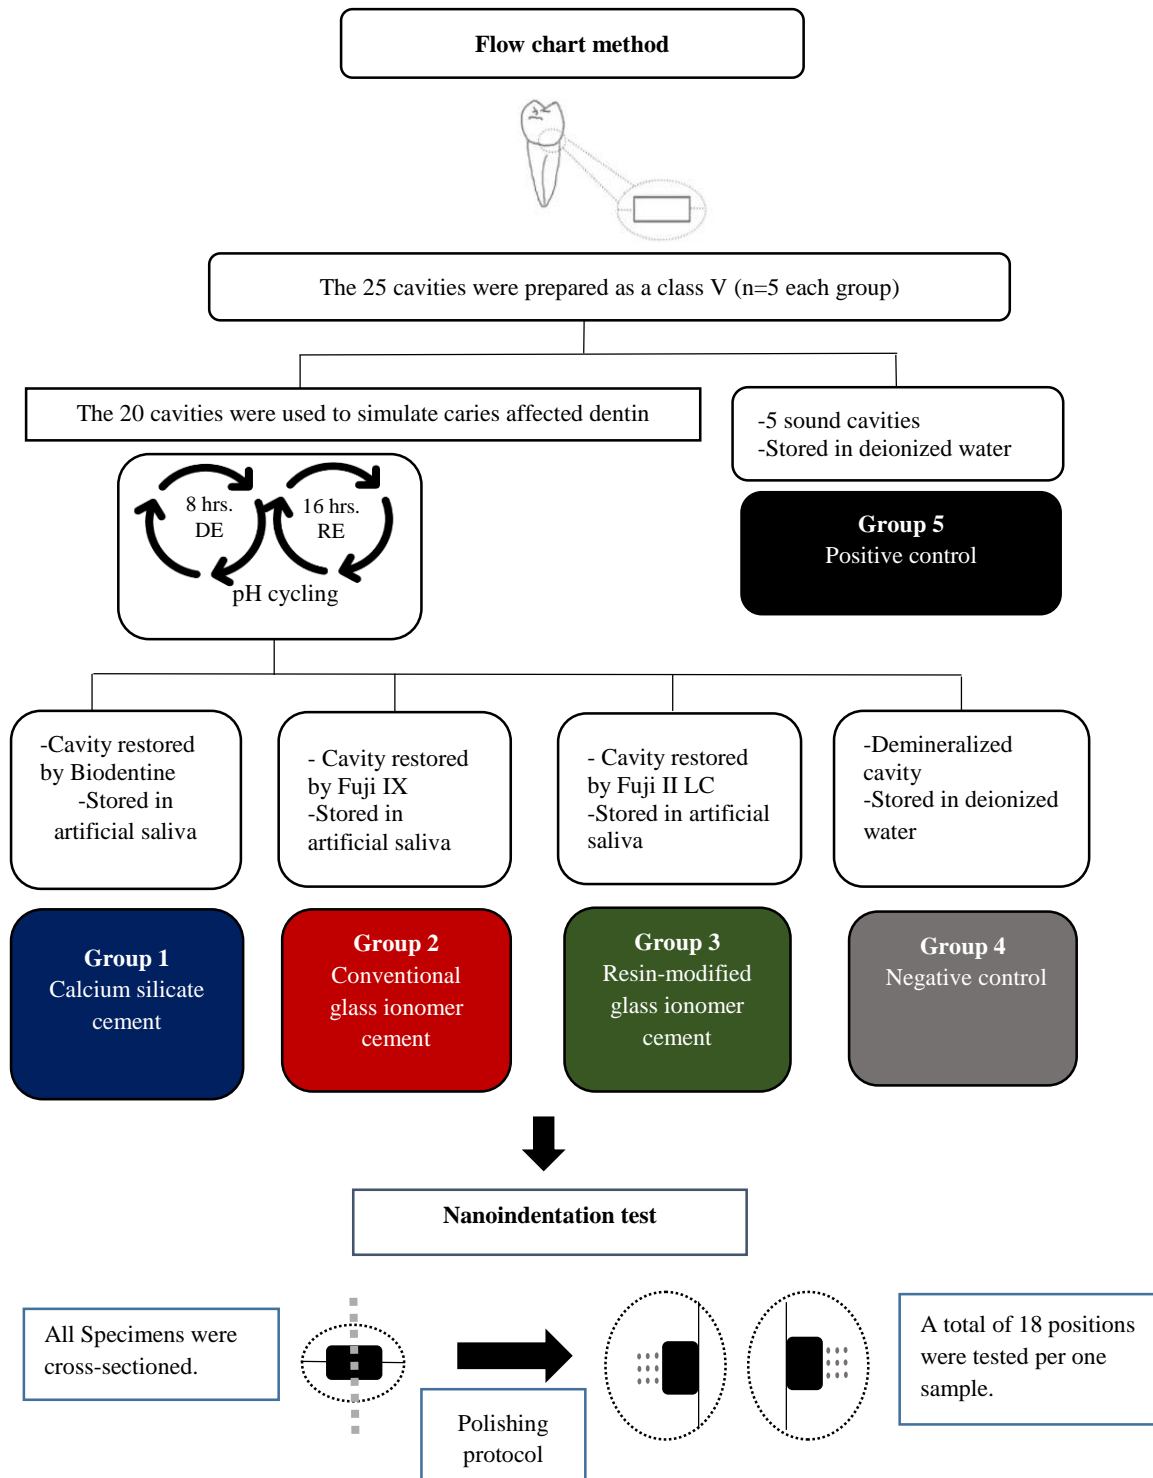 Flow chart method
The 25 cavities were prepared as a class V (n=5 each group)
The 20 cavities were used to simulate caries affected dentin
-5 sound cavities
-Stored in deionized water
8 hrs.
DE
16 hrs.
RE
pH cycling
Group 5
Positive control
-Cavity restored
by Biodentine
-Stored in
artificial saliva
- Cavity restored
by Fuji IX
-Stored in
artificial saliva
- Cavity restored
by Fuji II LC
-Stored in artificial
saliva
-Demineralized
cavity
-Stored in deionized
water
Group 1
Calcium silicate
cement
Group 2
Conventional
glass ionomer
cement
Group 3
Resin-modified
glass ionomer
cement
Group 4
Negative control
Nanoindentation test
All Specimens were
cross-sectioned.
Polishing
protocol
A total of 18 positions
were tested per one
sample.